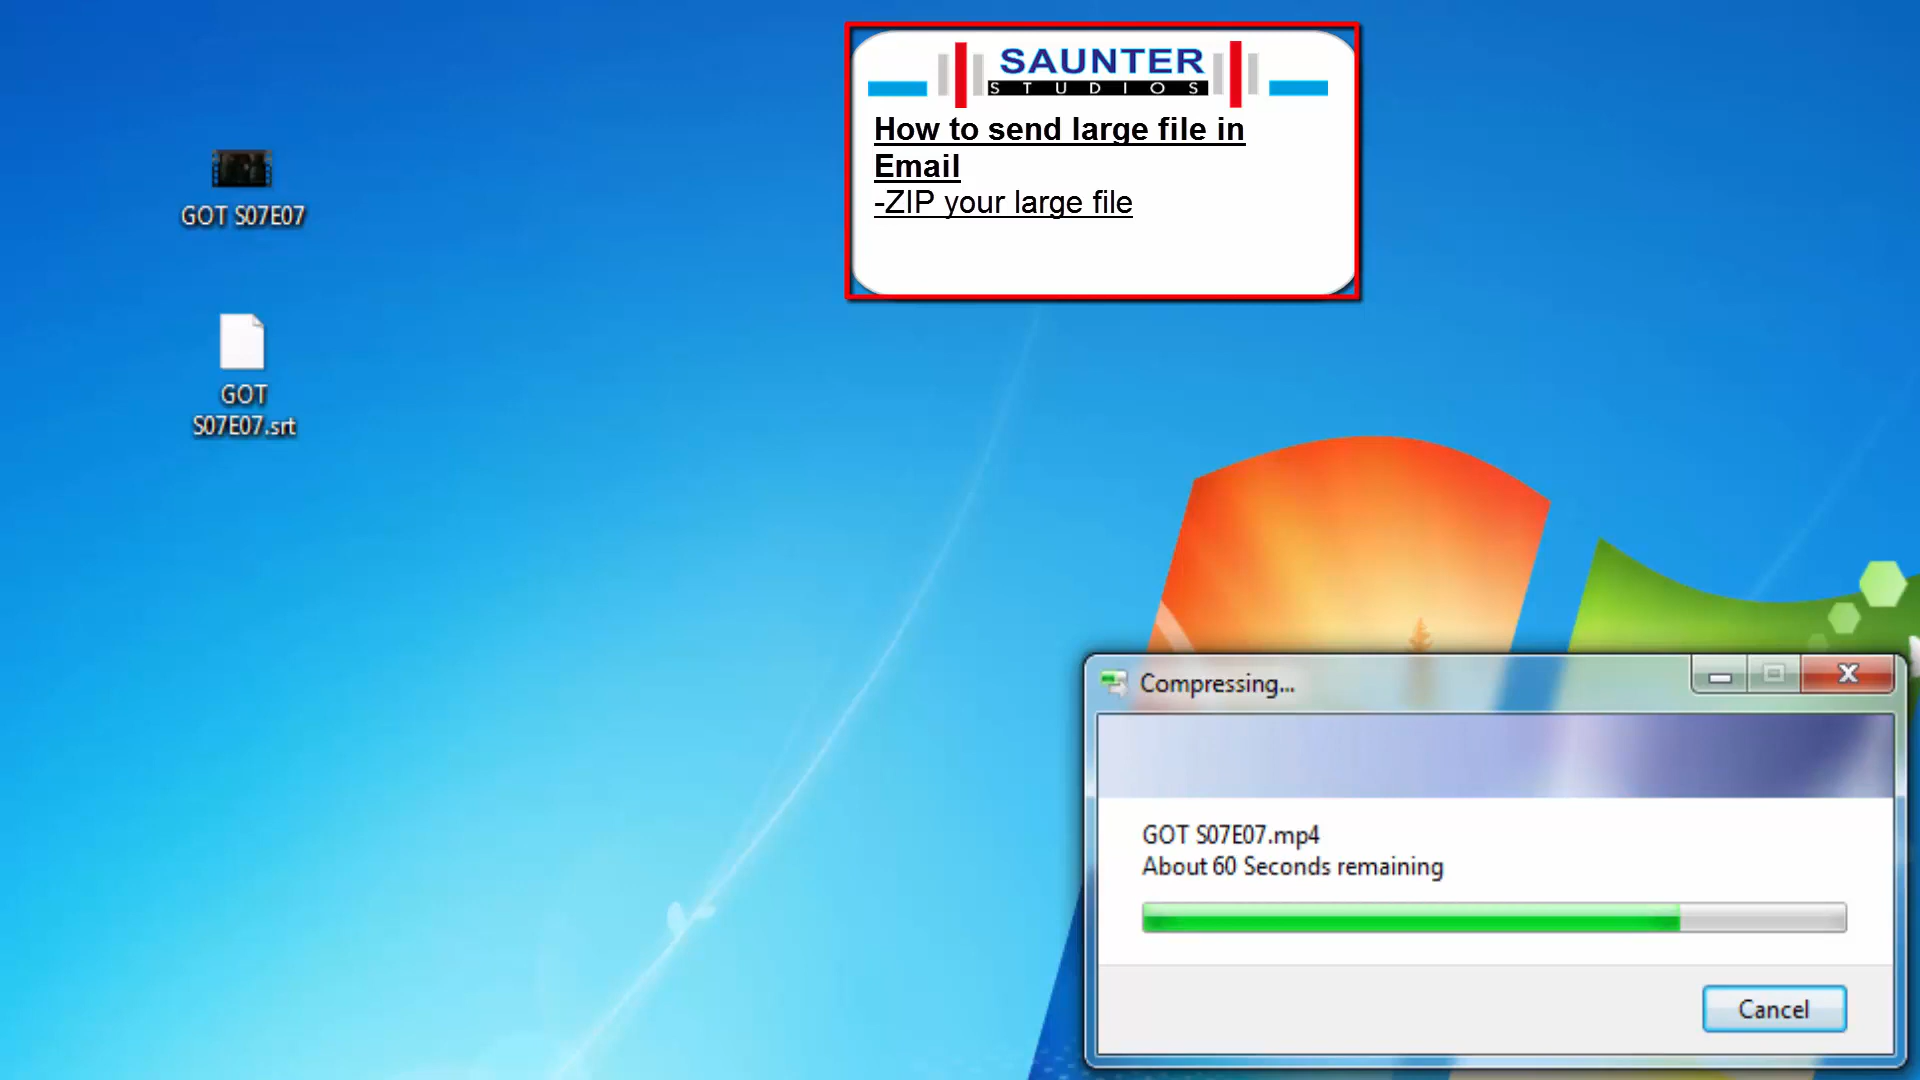 SAUNTER
STUDIOS
How to send large file in
Email
-ZIP your large file
GOT S07E07
GOT
S07E07.srt
Compressing...
GOT S07E07.mp4
About 60 Seconds remaining
Cancel